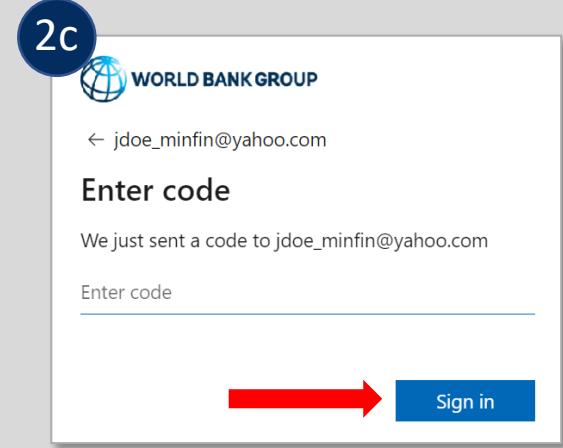 2c
WORLD BANK GROUP
← jdoe_minfin@yahoo.com
Enter code
We just sent a code to jdoe_minfin@yahoo.com
Enter code
Sign in